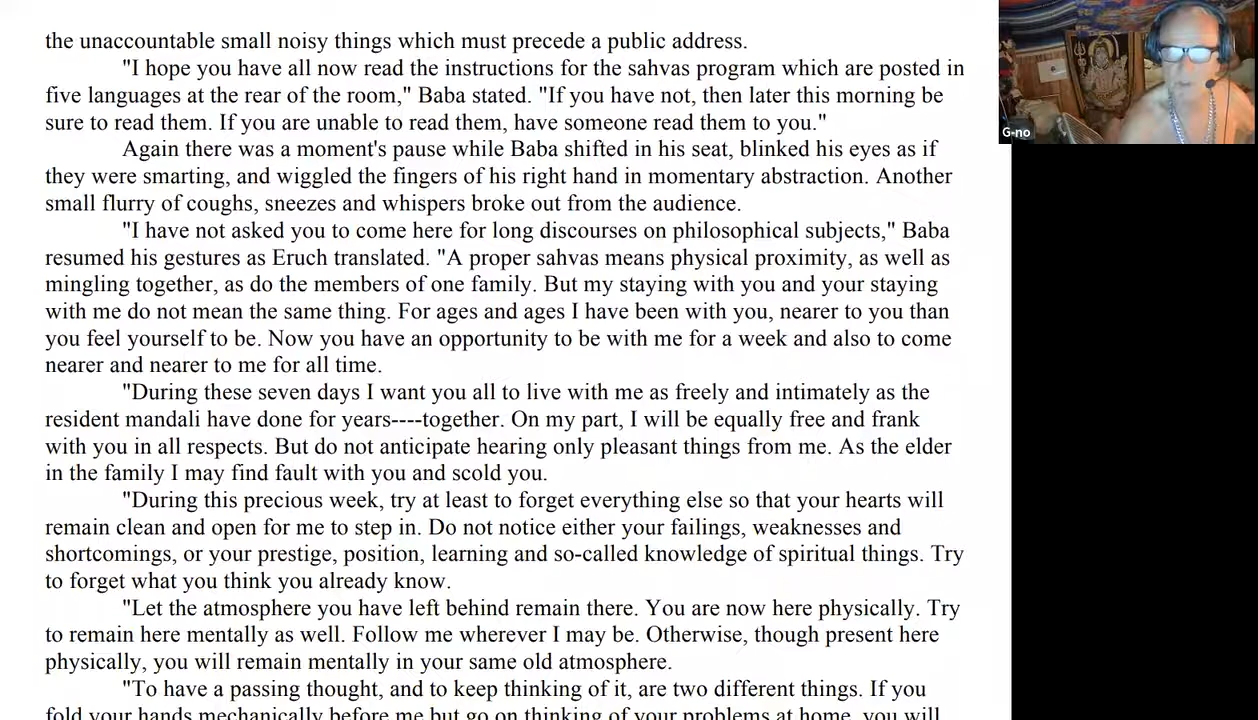 the unaccountable small noisy things which must precede a public address.
"I hope you have all now read the instructions for the sahvas program which are posted in
five languages at the rear of the room," Baba stated. "If you have not, then later this morning be
sure to read them. If you are unable to read them, have someone read them to you."
Again there was a moment's pause while Baba shifted in his seat, blinked his eyes as if
they were smarting, and wiggled the fingers of his right hand in momentary abstraction. Another
small flurry of coughs, sneezes and whispers broke out from the audience.
"I have not asked you to come here for long discourses on philosophical subjects," Baba
resumed his gestures as Eruch translated. "A proper sahvas means physical proximity, as well as
mingling together, as do the members of one family. But my staying with you and your staying
with me do not mean the same thing. For ages and ages I have been with you, nearer to you than
you feel yourself to be. Now you have an opportunity to be with me for a week and also to come
nearer and nearer to me for all time.
"During these seven days I want you all to live with me as freely and intimately as the
resident mandali have done for years----together. On my part, I will be equally free and frank
with you in all respects. But do not anticipate hearing only pleasant things from me. As the elder
in the family I may find fault with you and scold you.
"During this precious week, try at least to forget everything else so that your hearts will
remain clean and open for me to step in. Do not notice either your failings, weaknesses and
shortcomings, or your prestige, position, learning and so-called knowledge of spiritual things. Try
to forget what you think you already know.
"Let the atmosphere you have left behind remain there. You are now here physically. Try
to remain here mentally as well. Follow me wherever I may be. Otherwise, though present here
physically, you will remain mentally in your same old atmosphere.
"To have a passing thought, and to keep thinking of it, are two different things. If you
fold your hands mechanically before me but go on thinking of your problems at home, you will
G-no